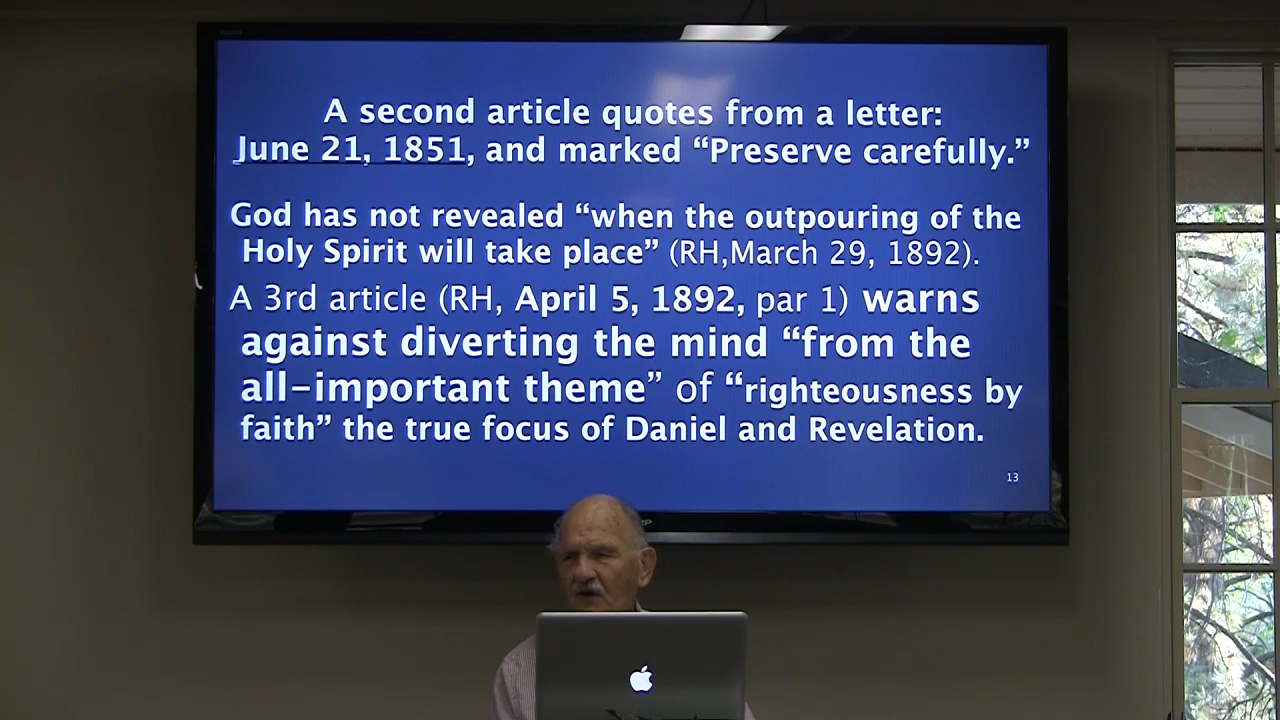 A second article quotes from a letter:
June 21, 1851, and marked “Preserve carefully.”
God has not revealed “when the outpouring of the
Holy Spirit will take place” (RH,March 29, 1892).
A 3rd article (RH, April 5, 1892, par 1) warns
against diverting the mind “from the
all-important theme” of “righteousness by
faith” the true focus of Daniel and Revelation.
13